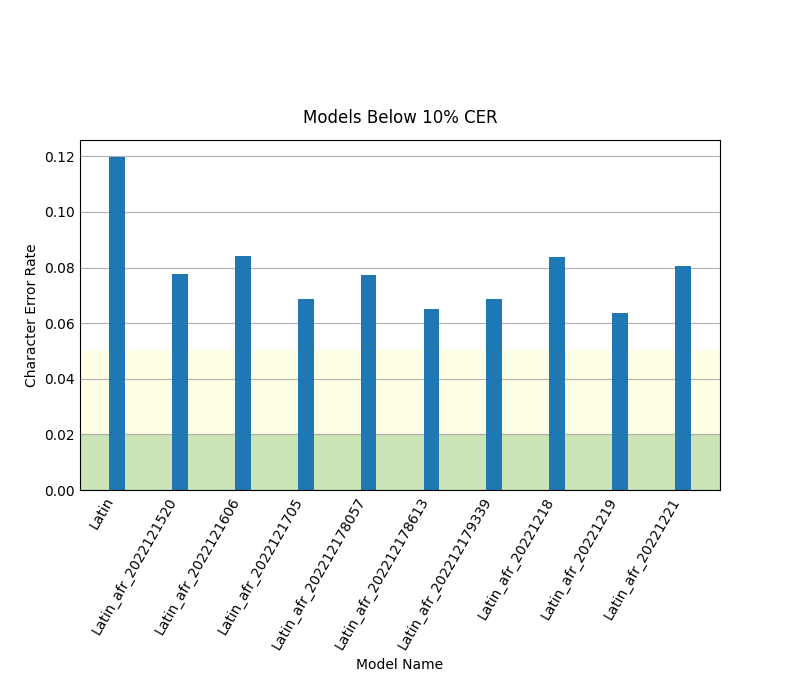 Models Below 10% CER
0.12
0.10
0.08
0.06
0.04
0.02
0.00
Character Error Rate
Latin
Latin_afr_2022121520
Latin_afr_2022121606
Latin_afr_2022121705
Latin_afr_202212178057
Latin_afr_202212178613
Latin_afr_202212179339
Latin_afr_20221218
Latin_afr_20221219
Latin_afr_20221221
Model Name